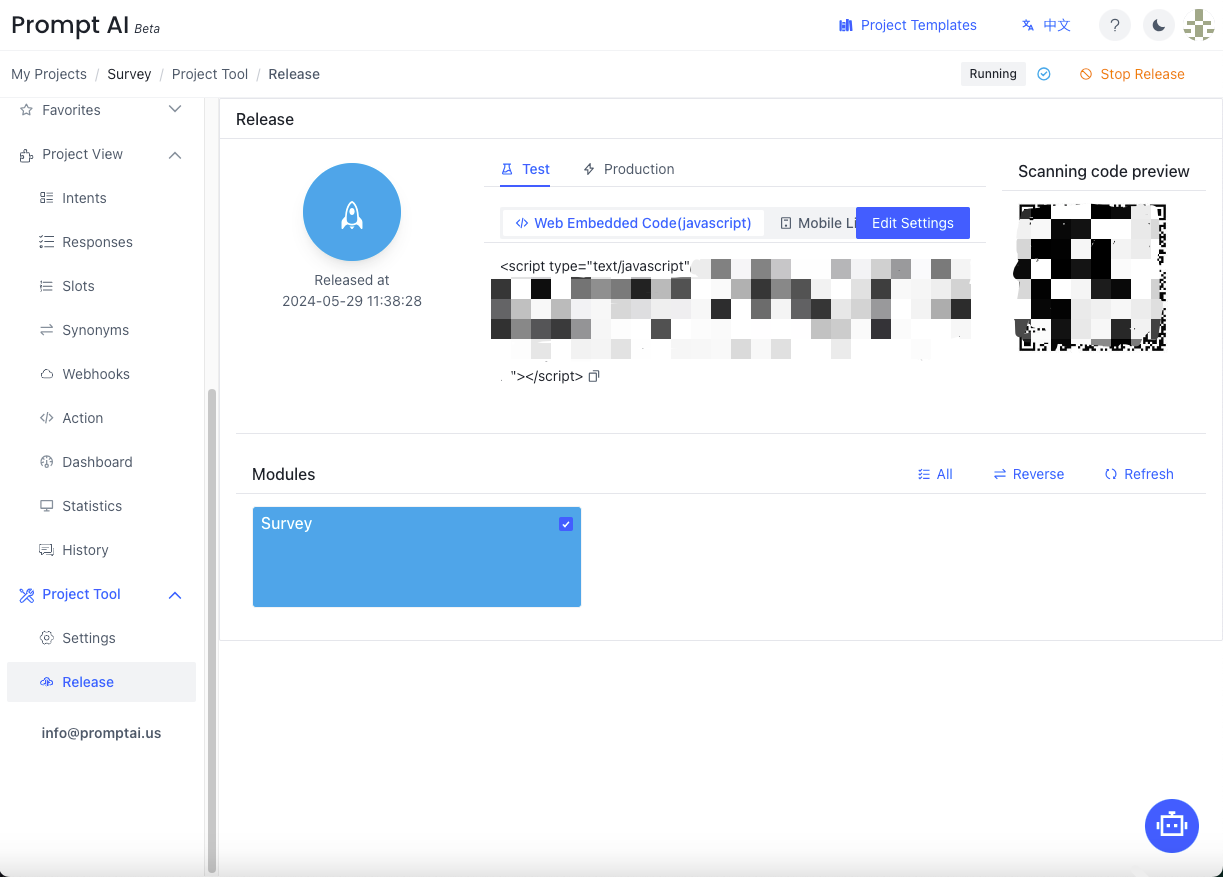 Prompt AI Beta
Project Templates
中文
?
My Projects / Survey / Project Tool / Release
Running
Stop Release
Favorites
Project View
Intents
Responses
Slots
Synonyms
Webhooks
Action
Dashboard
Statistics
History
Project Tool
Settings
Release
info@promptai.us
Release
Released at
2024-05-29 11:38:28
Test
Production
Web Embedded Code(javascript)
Mobile Li
Edit Settings
<script type="text/javascript"
"></script>
Scanning code preview
Modules
All
Reverse
Refresh
Survey